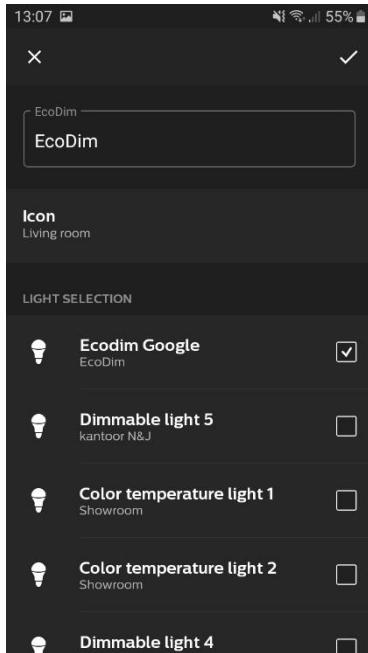 13:07 55%
EcoDim
EcoDim
Icon
Living room
LIGHT SELECTION
Ecodim Google
EcoDim
Dimmable light 5
kantoor N&J
Color temperature light 1
Showroom
Color temperature light 2
Showroom
Dimmable light 4